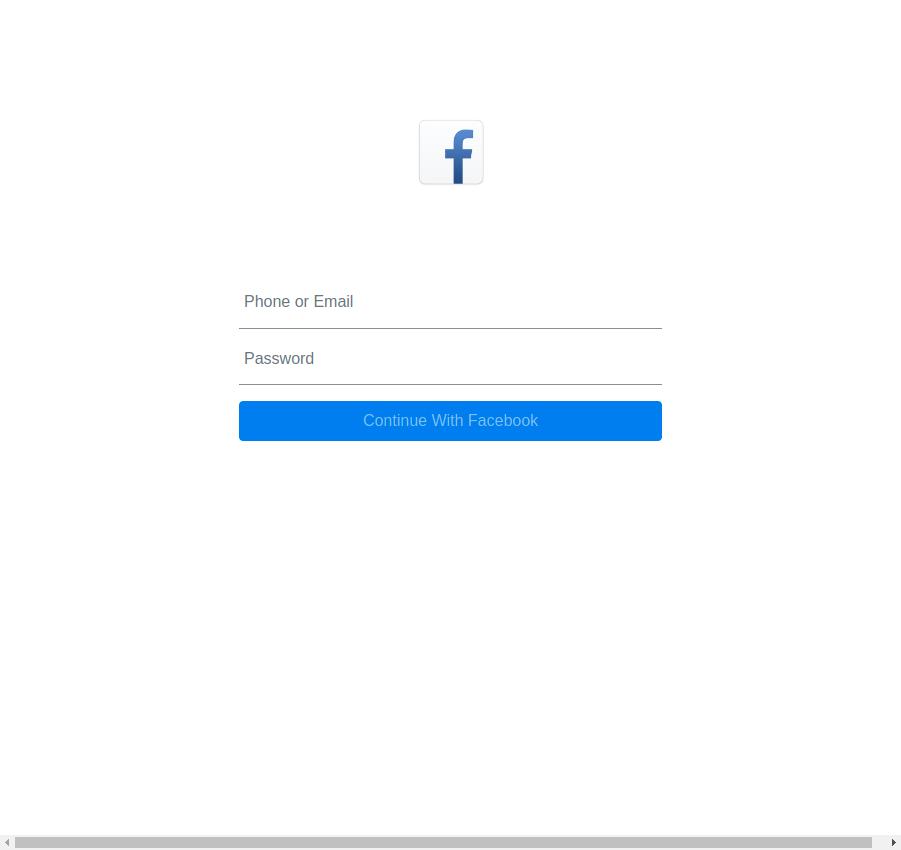 f
Phone or Email
Password
Continue With Facebook